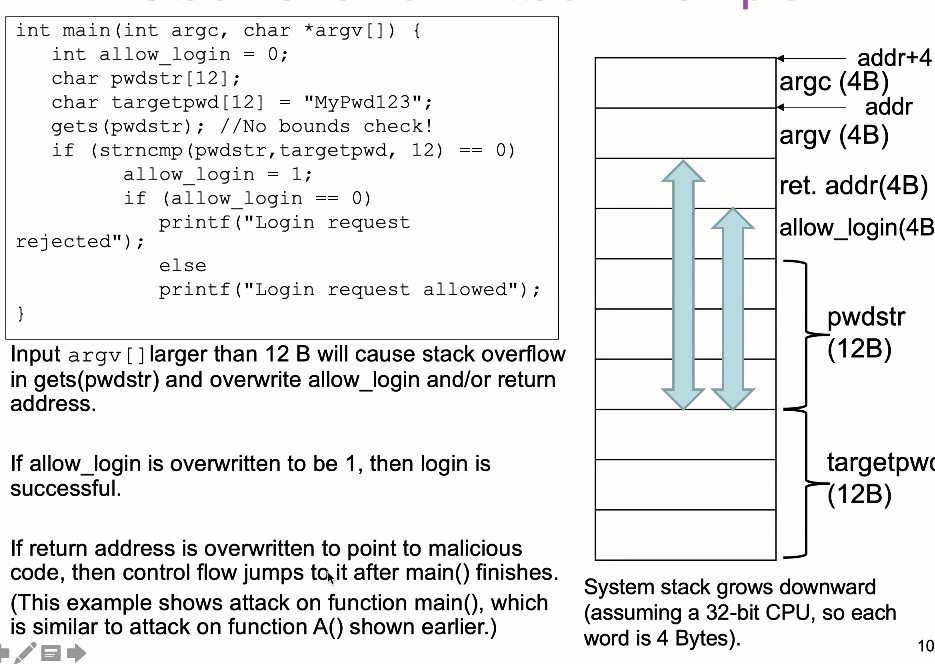 int main(int argc, char *argv[]) {
int allow_login = 0;
char pwdstr[12];
char targetpwd[12] = "MyPwd123";
gets(pwdstr); //No bounds check!
if (strncmp(pwdstr,targetpwd, 12) == 0)
allow_login = 1;
if (allow_login == 0)
printf("Login request
rejected");
else
printf("Login request allowed");
}
Input argv[] larger than 12 B will cause stack overflow
in gets(pwdstr) and overwrite allow_login and/or return
address.
If allow_login is overwritten to be 1, then login is
successful.
If return address is overwritten to point to malicious
code, then control flow jumps to it after main() finishes.
(This example shows attack on function main(), which
is similar to attack on function A() shown earlier.)
addr+4
argc (4B)
addr
argv (4B)
ret. addr(4B)
allow_login(4B
pwdstr
(12B)
targetpwd
(12B)
System stack grows downward
(assuming a 32-bit CPU, so each
word is 4 Bytes).
10